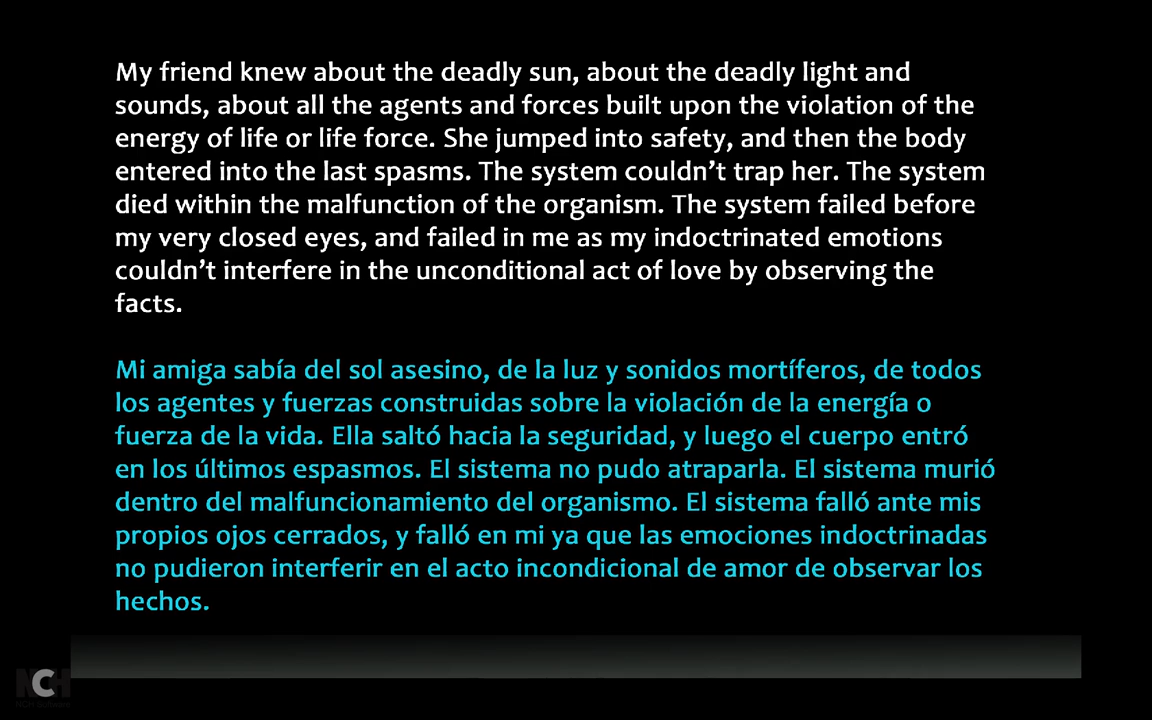 My friend knew about the deadly sun, about the deadly light and
sounds, about all the agents and forces built upon the violation of the
energy of life or life force. She jumped into safety, and then the body
entered into the last spasms. The system couldn’t trap her. The system
died within the malfunction of the organism. The system failed before
my very closed eyes, and failed in me as my indoctrinated emotions
couldn’t interfere in the unconditional act of love by observing the
facts.
Mi amiga sabía del sol asesino, de la luz y sonidos mortíferos, de todos
los agentes y fuerzas construidas sobre la violación de la energía o
fuerza de la vida. Ella saltó hacia la seguridad, y luego el cuerpo entró
en los últimos espasmos. El sistema no pudo atraparla. El sistema murió
dentro del malfuncionamiento del organismo. El sistema falló ante mis
propios ojos cerrados, y falló en mi ya que las emociones indoctrinadas
no pudieron interferir en el acto incondicional de amor de observar los
hechos.
NCH
NCH Software